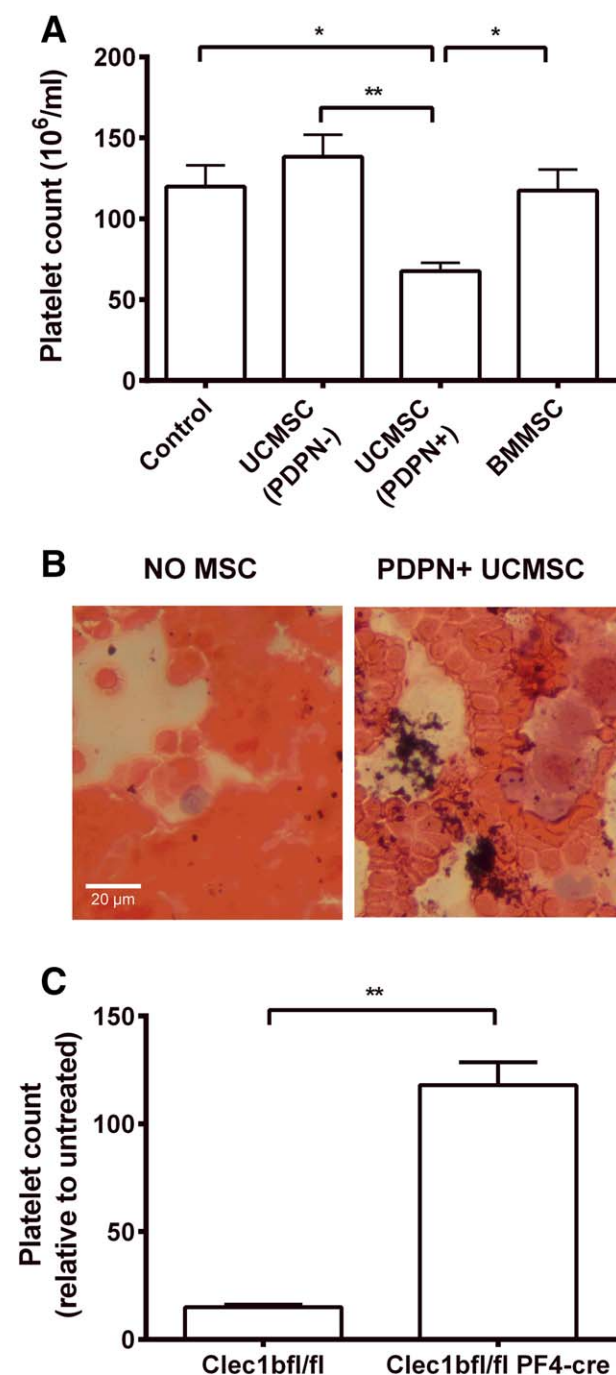 A
* *
**
Platelet count (10⁶/ml)
200
150
100
50
0
Control
UCMSC
(PDPN-)
UCMSC
(PDPN+)
BMMSC
B
NO MSC
PDPN+ UCMSC
20 µm
C
**
Platelet count
(relative to untreated)
150
100
50
0
Clec1bfl/fl
Clec1bfl/fl PF4-cre